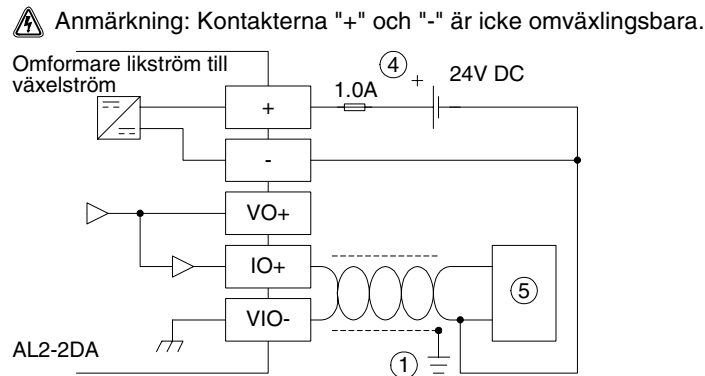 Anmärkning: Kontakterna "+" och "-" är icke omväxlingsbara.
Omformare likström till
växelström
4
+
24V DC
1.0A
+
-
VO+
IO+
5
VIO-
AL2-2DA
1